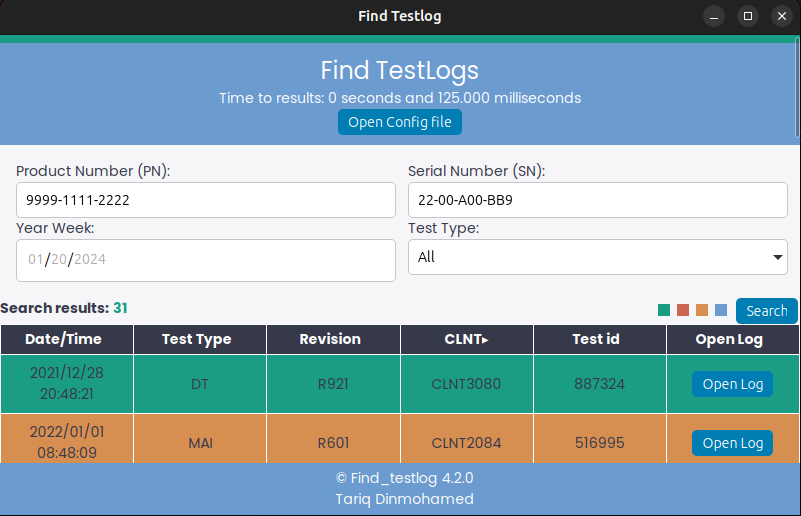 Find Testlog
Find TestLogs
Time to results: 0 seconds and 125.000 milliseconds
Open Config file
Product Number (PN):
Serial Number (SN):
9999-1111-2222
22-00-A00-BB9
Year Week:
Test Type:
01/20/2024
All
Search results: 31
Search
Date/Time Test Type Revision CLNT▸ Test id Open Log
2021/12/28
20:48:21
DT R921 CLNT3080 887324 Open Log
2022/01/01
08:48:09
MAI R601 CLNT2084 516995 Open Log
© Find_testlog 4.2.0
Tariq Dinmohamed